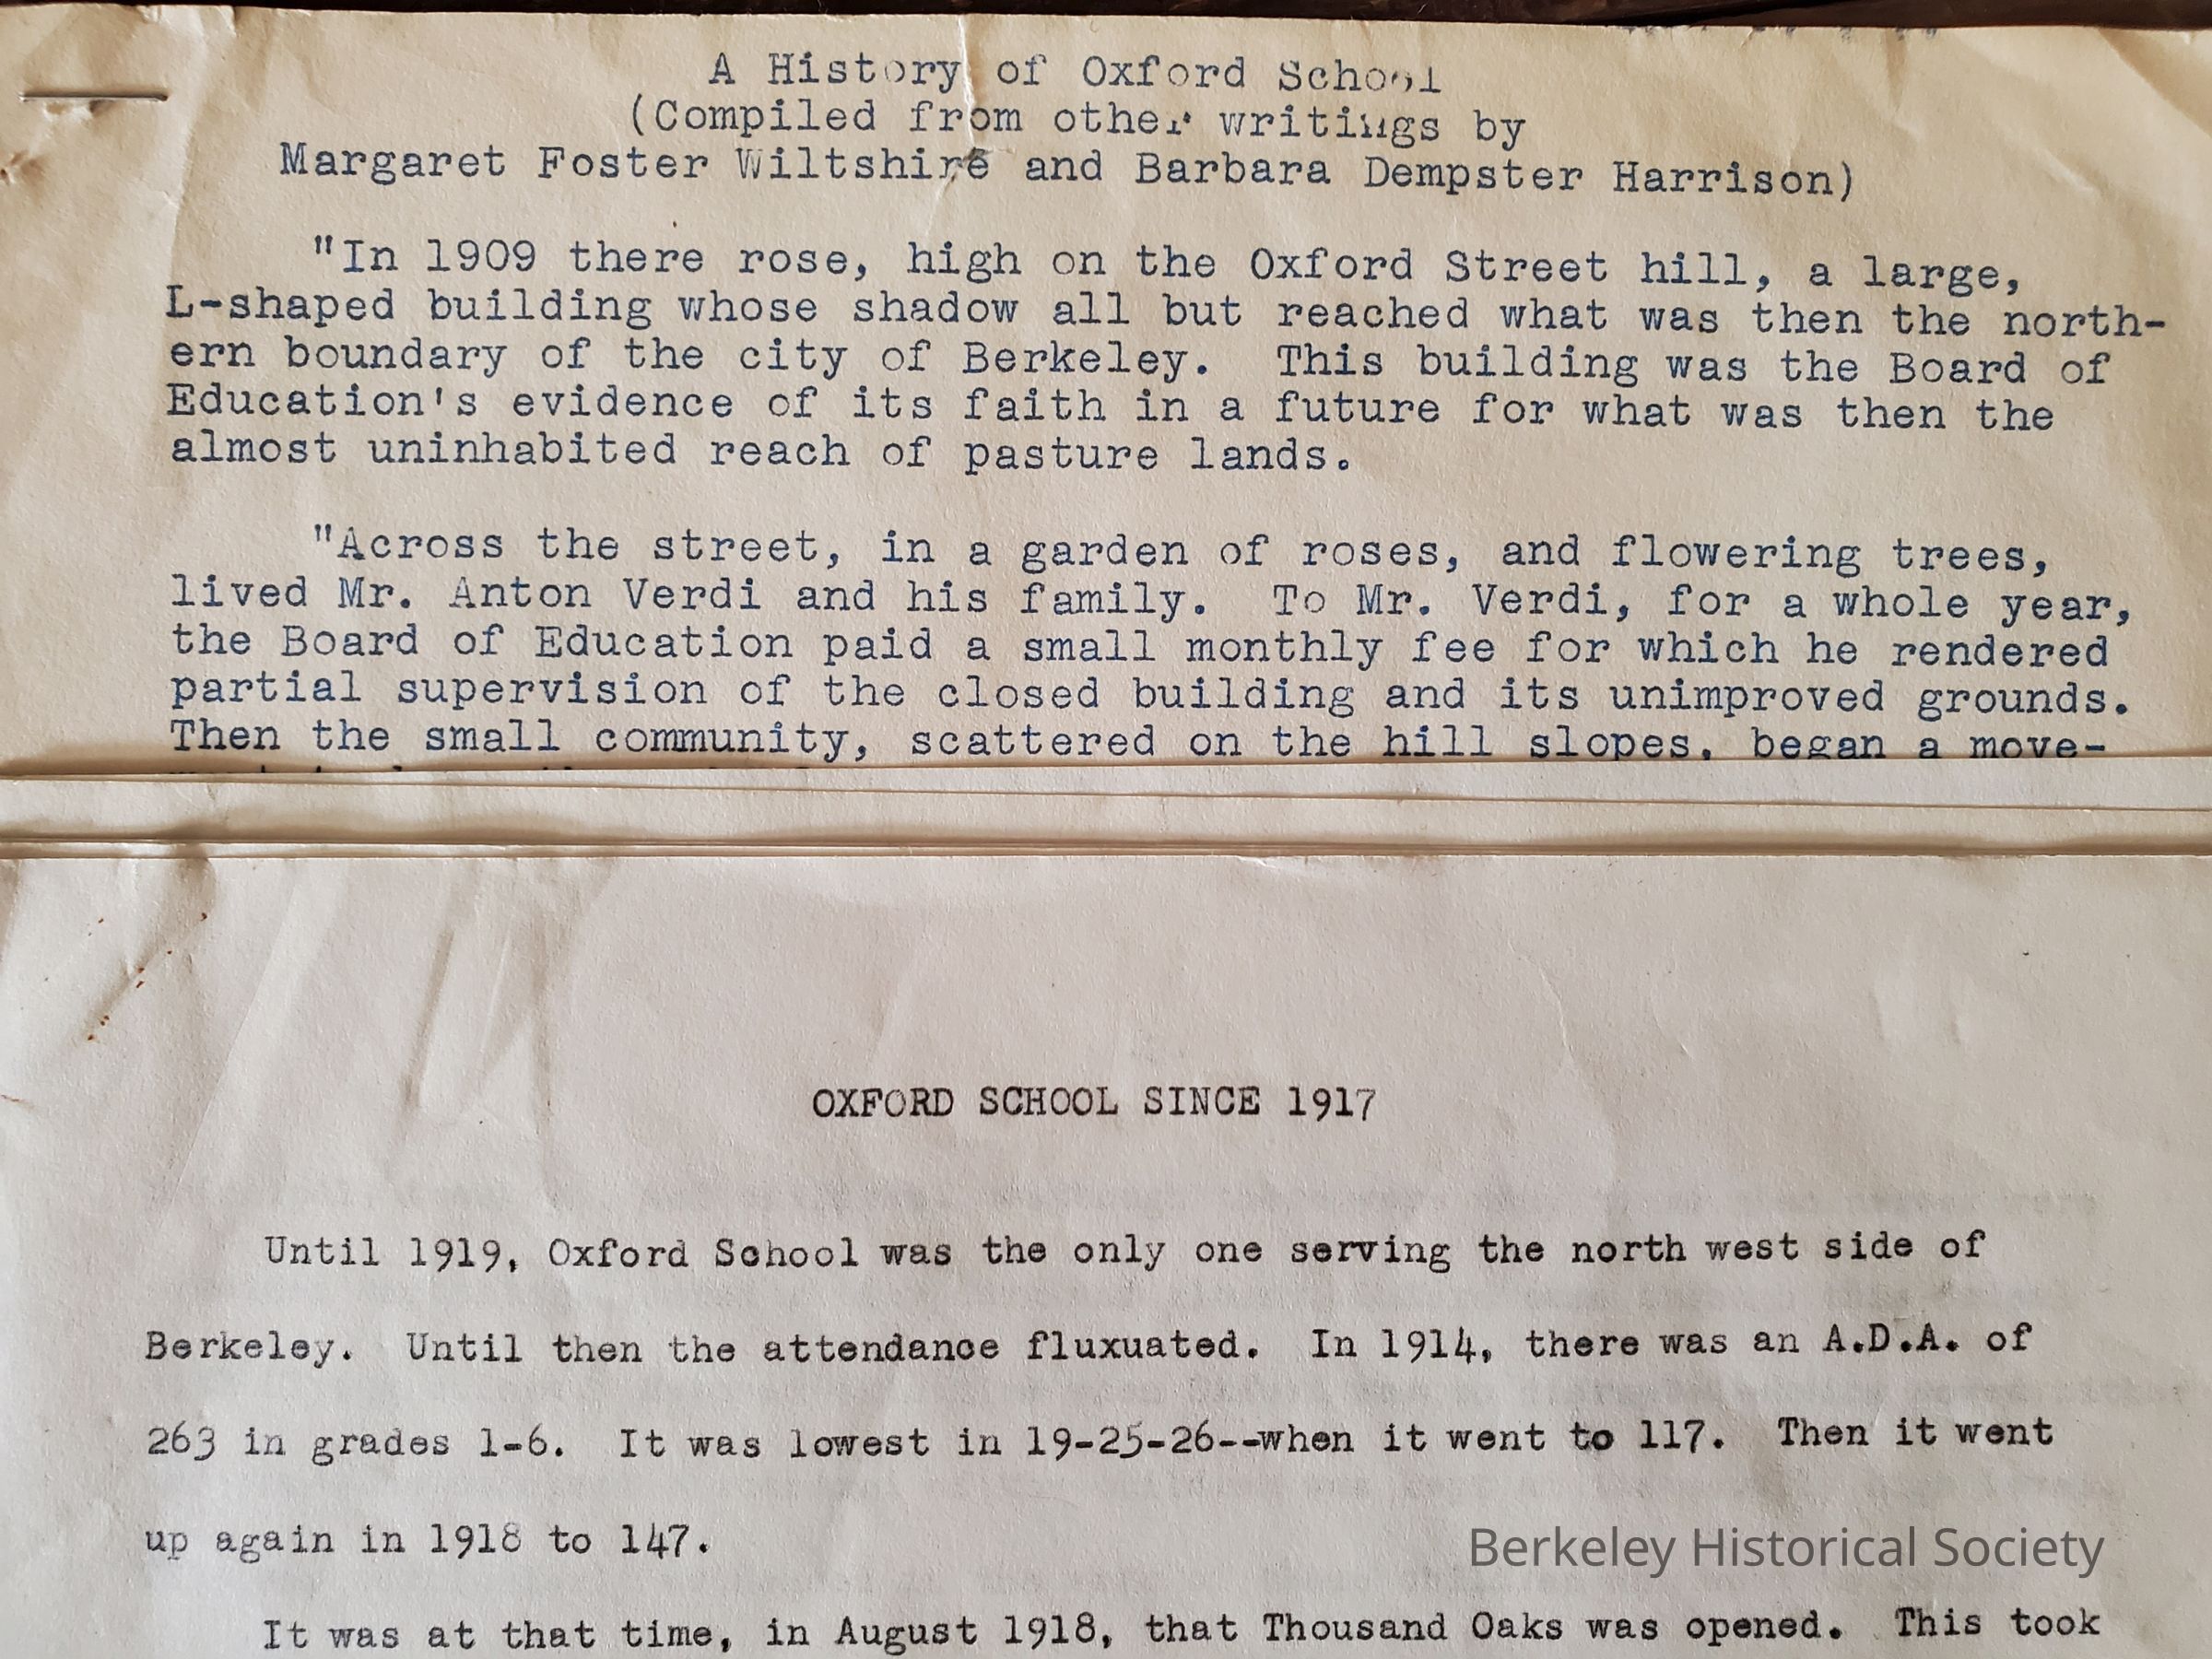 A History of Oxford School
(Compiled from other writings by
Margaret Foster Wiltshire and Barbara Dempster Harrison)
"In 1909 there rose, high on the Oxford Street hill, a large,
L-shaped building whose shadow all but reached what was then the north-
ern boundary of the city of Berkeley.  This building was the Board of
Education's evidence of its faith in a future for what was then the
almost uninhabited reach of pasture lands.
"Across the street, in a garden of roses, and flowering trees,
lived Mr. Anton Verdi and his family.  To Mr. Verdi, for a whole year,
the Board of Education paid a small monthly fee for which he rendered
partial supervision of the closed building and its unimproved grounds.
Then the small community, scattered on the hill slopes, began a move-
OXFORD SCHOOL SINCE 1917
Until 1919, Oxford School was the only one serving the north west side of
Berkeley.  Until then the attendance fluxuated.  In 1914, there was an A.D.A. of
263 in grades 1-6.  It was lowest in 19-25-26--when it went to 117.  Then it went
up again in 1918 to 147.
Berkeley Historical Society
It was at that time, in August 1918, that Thousand Oaks was opened.  This took